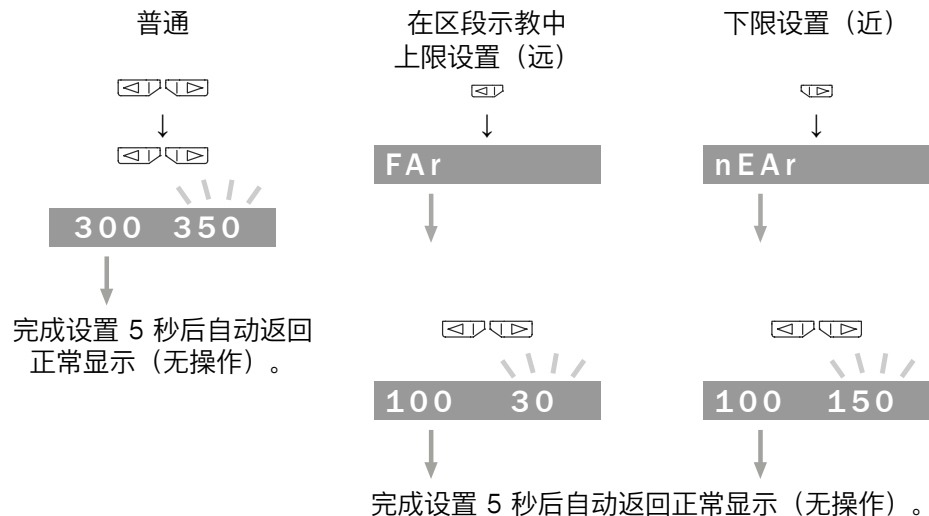 普通
300 350
完成设置 5 秒后自动返回
正常显示（无操作）。
在区段示教中
上限设置（远）
FAr
100 30
下限设置（近）
nEAr
100 150
完成设置 5 秒后自动返回正常显示（无操作）。